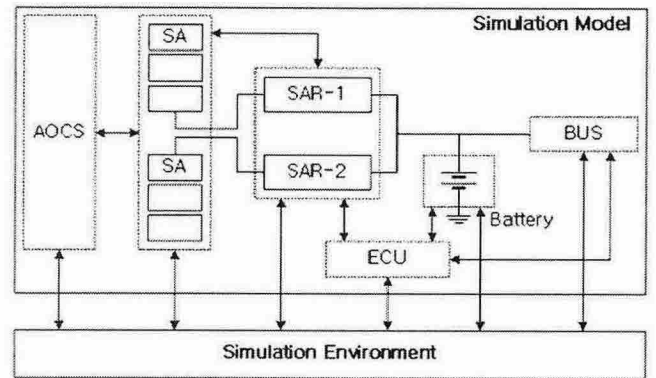 Simulation Model
SA
SAR-1
AOCS
BUS
SA
SAR-2
Battery
ECU
Simulation Environment